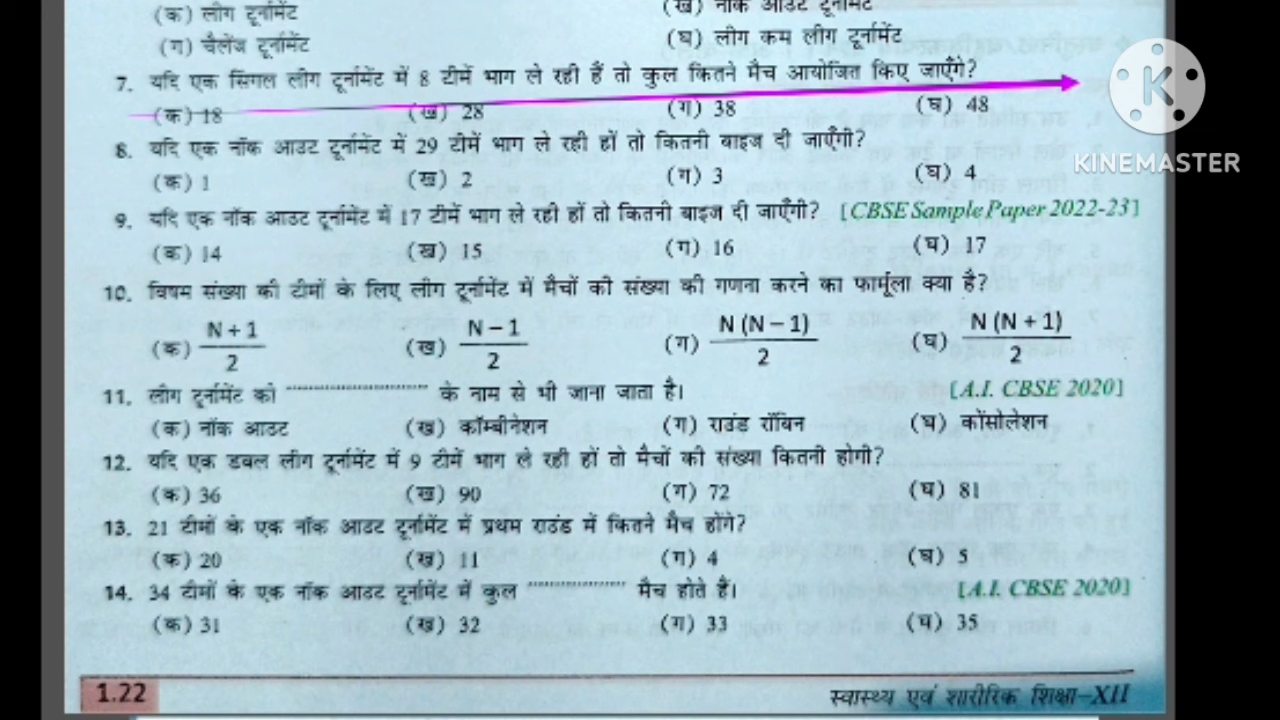 (क) लीग टूर्नामेंट (ख) नॉक आउट टूर्नामेंट
(ग) चैलेंज टूर्नामेंट (घ) लीग कम लीग टूर्नामेंट
7. यदि एक सिंगल लीग टूर्नामेंट में 8 टीमें भाग ले रही हैं तो कुल कितने मैच आयोजित किए जाएँगे?
(क) 18 (ख) 28 (ग) 38 (घ) 48
8. यदि एक नॉक आउट टूर्नामेंट में 29 टीमें भाग ले रही हों तो कितनी बाइज दी जाएँगी?
(क) 1 (ख) 2 (ग) 3 (घ) 4
9. यदि एक नॉक आउट टूर्नामेंट में 17 टीमें भाग ले रही हों तो कितनी बाइज दी जाएँगी? [CBSE Sample Paper 2022-23]
(क) 14 (ख) 15 (ग) 16 (घ) 17
10. विषम संख्या की टीमों के लिए लीग टूर्नामेंट में मैचों की संख्या की गणना करने का फार्मूला क्या है?
(क) N + 1 / 2 (ख) N – 1 / 2 (ग) N (N – 1) / 2 (घ) N (N + 1) / 2
11. लीग टूर्नामेंट को .............................. के नाम से भी जाना जाता है। [A.I. CBSE 2020]
(क) नॉक आउट (ख) कॉम्बीनेशन (ग) राउंड रॉबिन (घ) कोंसोलेशन
12. यदि एक डबल लीग टूर्नामेंट में 9 टीमें भाग ले रही हों तो मैचों की संख्या कितनी होगी?
(क) 36 (ख) 90 (ग) 72 (घ) 81
13. 21 टीमों के एक नॉक आउट टूर्नामेंट में प्रथम राउंड में कितने मैच होंगे?
(क) 20 (ख) 11 (ग) 4 (घ) 5
14. 34 टीमों के एक नॉक आउट टूर्नामेंट में कुल ..................... मैच होते हैं। [A.I. CBSE 2020]
(क) 31 (ख) 32 (ग) 33 (घ) 35
1.22 स्वास्थ्य एवं शारीरिक शिक्षा–XII
K
KINEMASTER